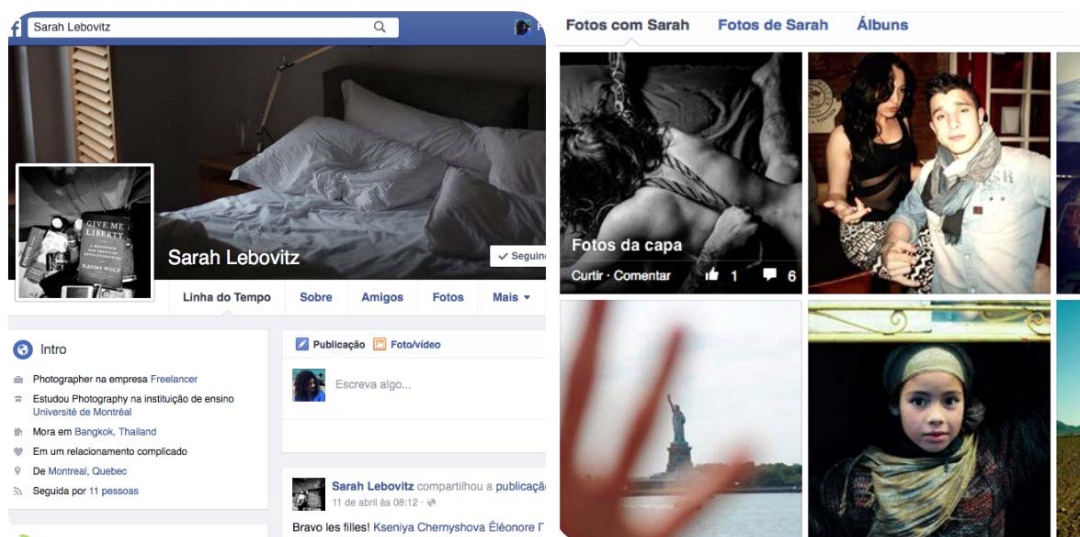 f
Sarah Lebovitz
GIVE ME
LIBERTY
NAOMI WOLF
Sarah Lebovitz
Seguin
Linha do Tempo
Sobre
Amigos
Fotos
Mais
Intro
Photographer na empresa Freelancer
Estudou Photography na instituição de ensino
Université de Montréal
Mora em Bangkok, Thailand
Em um relacionamento complicado
De Montreal, Quebec
Seguida por 11 pessoas
Publicação
Foto/vídeo
Escreva algo...
Sarah Lebovitz compartilhou a publicaçã
11 de abril às 08:12 ·
Bravo les filles! Kseniya Chernyshova Éléonore
Fotos com Sarah
Fotos de Sarah
Álbuns
Fotos da capa
Curtir · Comentar
1
6